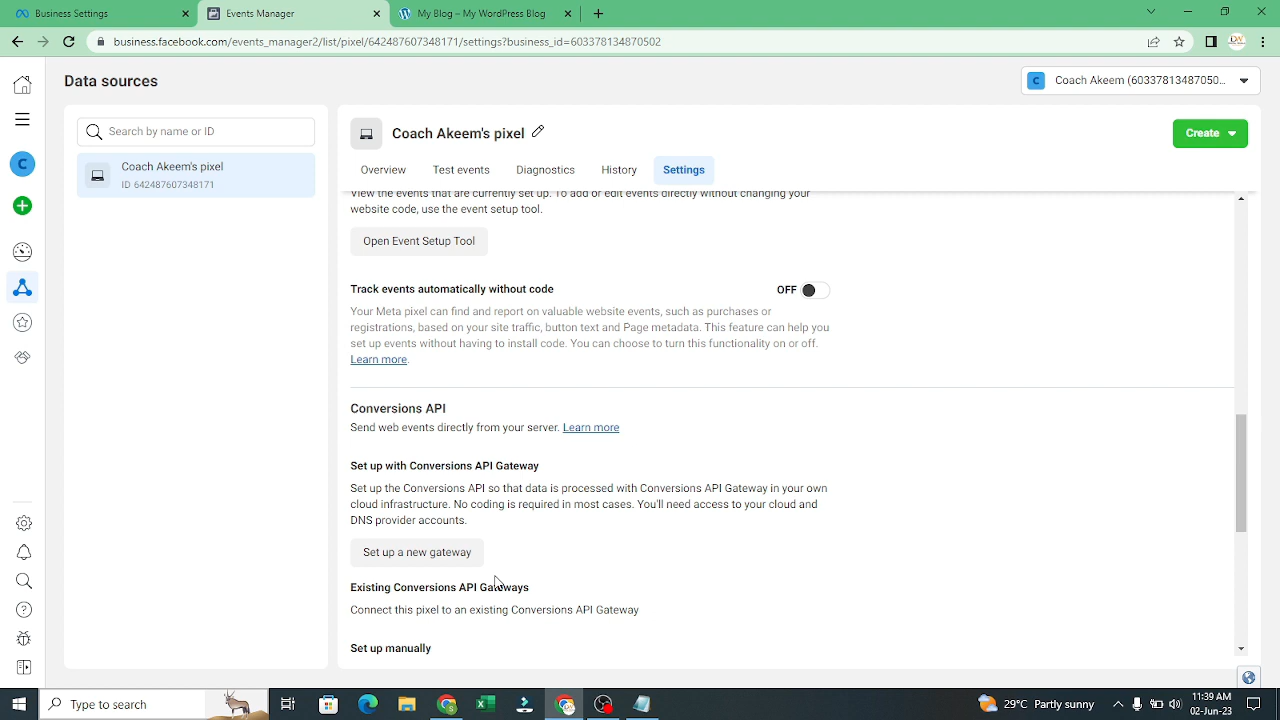 Business Settings
Events Manager
My Blog – My WordPress Blog
business.facebook.com/events_manager2/list/pixel/642487607348171/settings?business_id=603378134870502
Data sources
C
Coach Akeem (60337813487050...
C
Search by name or ID
Coach Akeem's pixel
ID 642487607348171
Coach Akeem's pixel
Create
Overview
Test events
Diagnostics
History
Settings
View the events that are currently set up. To add or edit events directly without changing your
website code, use the event setup tool.
Open Event Setup Tool
Track events automatically without code
OFF
Your Meta pixel can find and report on valuable website events, such as purchases or
registrations, based on your site traffic, button text and Page metadata. This feature can help you
set up events without having to install code. You can choose to turn this functionality on or off.
Learn more.
Conversions API
Send web events directly from your server. Learn more
Set up with Conversions API Gateway
Set up the Conversions API so that data is processed with Conversions API Gateway in your own
cloud infrastructure. No coding is required in most cases. You'll need access to your cloud and
DNS provider accounts.
Set up a new gateway
Existing Conversions API Gateways
Connect this pixel to an existing Conversions API Gateway
Set up manually
Type to search
29°C Partly sunny
11:39 AM
02-Jun-23